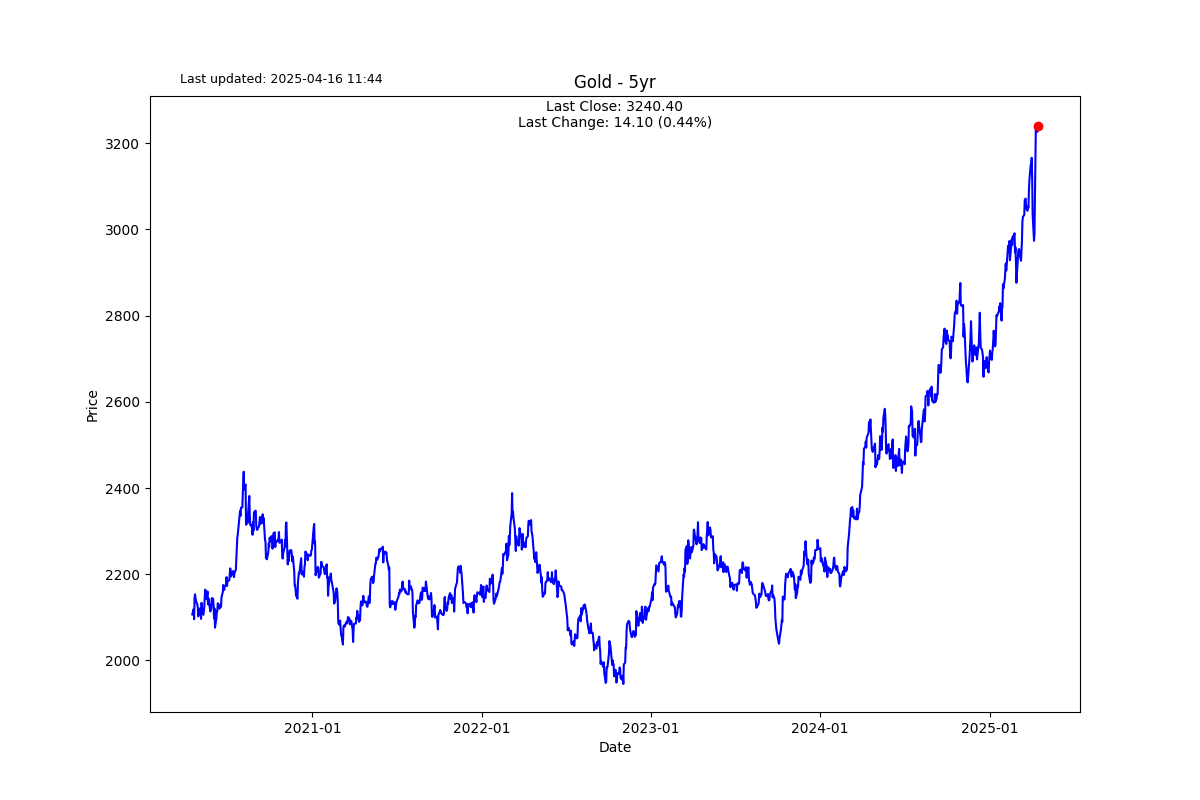 Last updated: 2025-04-16 11:44
Gold - 5yr
Last Close: 3240.40
Last Change: 14.10 (0.44%)
Price
3200
3000
2800
2600
2400
2200
2000
2021-01
2022-01
2023-01
2024-01
2025-01
Date